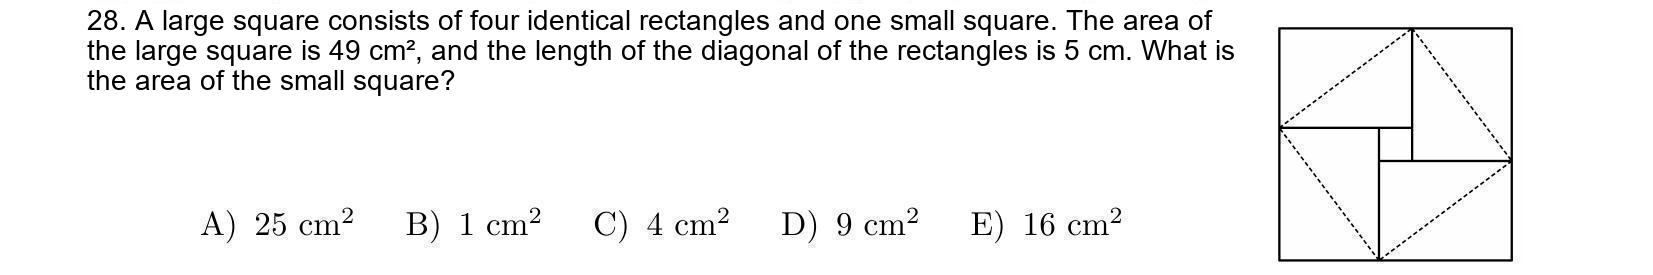 28. A large square consists of four identical rectangles and one small square. The area of
the large square is 49 cm², and the length of the diagonal of the rectangles is 5 cm. What is
the area of the small square?
A) 25 cm² B) 1 cm² C) 4 cm² D) 9 cm² E) 16 cm²